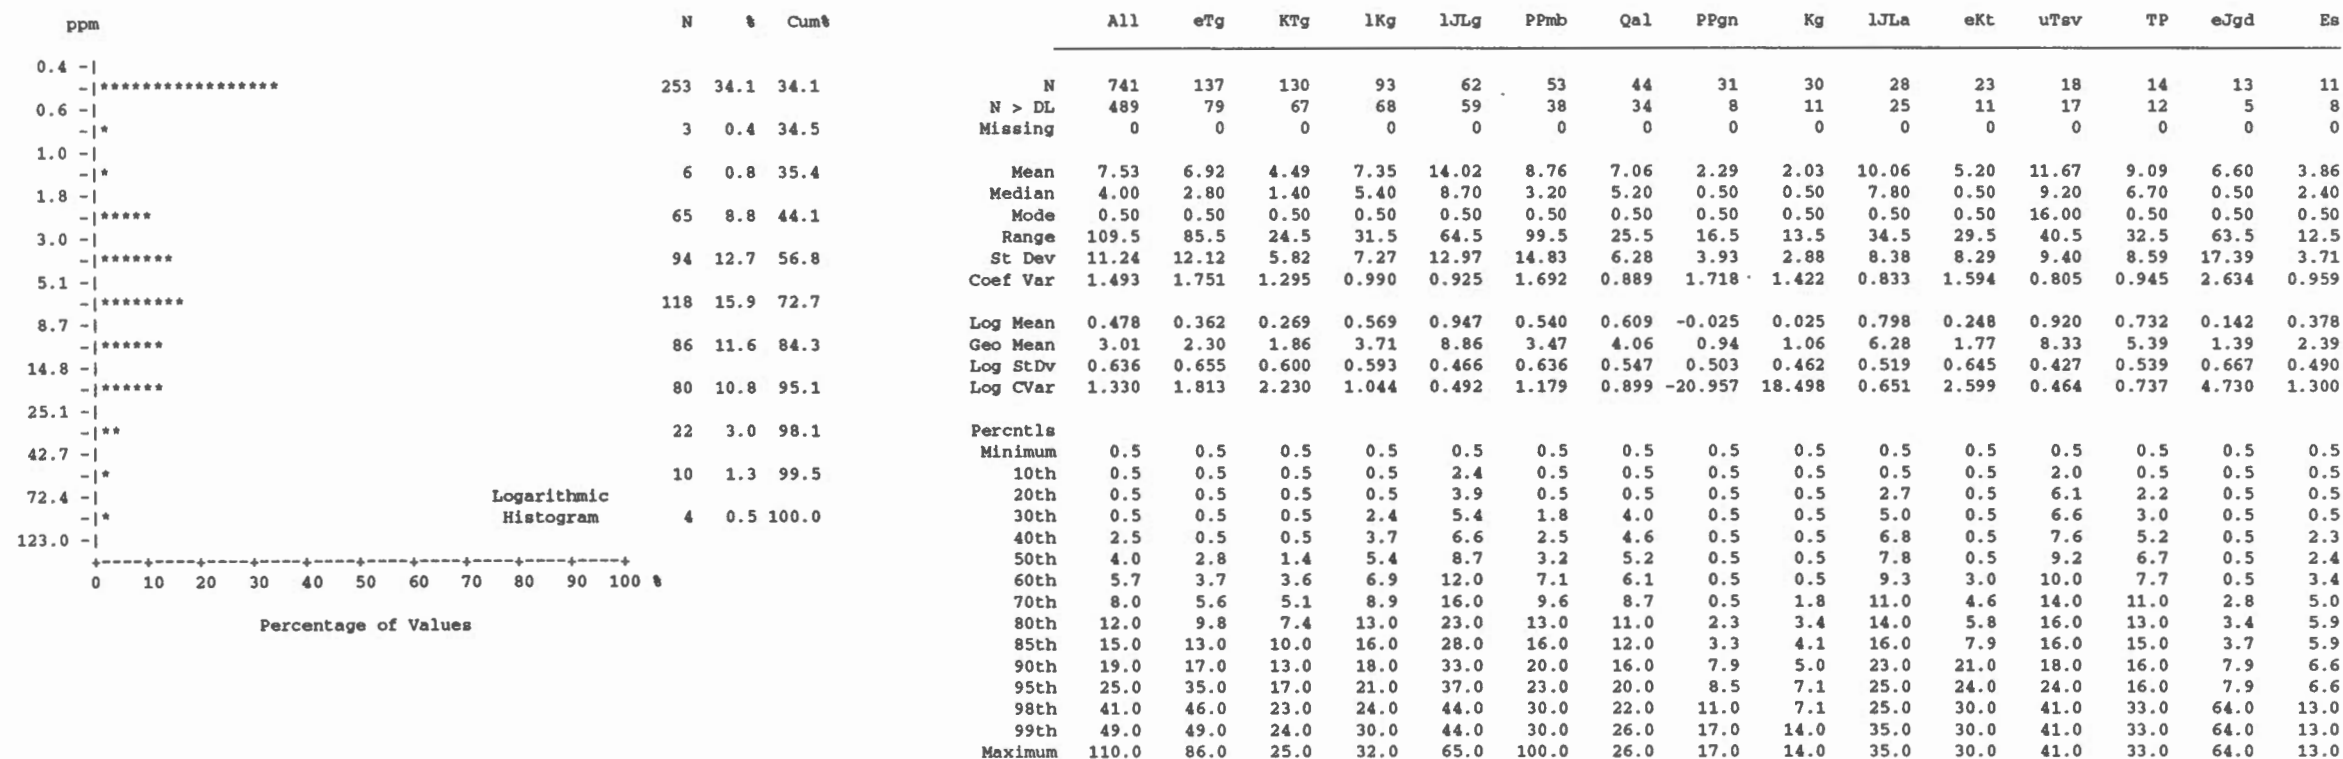 ppm N % Cum%
0.4 -|
-|***************** 253 34.1 34.1
0.6 -|
-|* 3 0.4 34.5
1.0 -|
-|* 6 0.8 35.4
1.8 -|
-|***** 65 8.8 44.1
3.0 -|
-|******* 94 12.7 56.8
5.1 -|
-|******** 118 15.9 72.7
8.7 -|
-|****** 86 11.6 84.3
14.8 -|
-|****** 80 10.8 95.1
25.1 -|
-|** 22 3.0 98.1
42.7 -|
-|* 10 1.3 99.5
72.4 -| Logarithmic
-|* Histogram 4 0.5 100.0
123.0 -|
+----+----+----+----+----+----+----+----+----+----+
0 10 20 30 40 50 60 70 80 90 100 %
Percentage of Values
All eTg KTg lKg lJLg PPmb Qal PPgn Kg lJLa eKt uTsv TP eJgd Es
N 741 137 130 93 62 53 44 31 30 28 23 18 14 13 11
N > DL 489 79 67 68 59 38 34 8 11 25 11 17 12 5 8
Missing 0 0 0 0 0 0 0 0 0 0 0 0 0 0 0
Mean 7.53 6.92 4.49 7.35 14.02 8.76 7.06 2.29 2.03 10.06 5.20 11.67 9.09 6.60 3.86
Median 4.00 2.80 1.40 5.40 8.70 3.20 5.20 0.50 0.50 7.80 0.50 9.20 6.70 0.50 2.40
Mode 0.50 0.50 0.50 0.50 0.50 0.50 0.50 0.50 0.50 0.50 0.50 16.00 0.50 0.50 0.50
Range 109.5 85.5 24.5 31.5 64.5 99.5 25.5 16.5 13.5 34.5 29.5 40.5 32.5 63.5 12.5
St Dev 11.24 12.12 5.82 7.27 12.97 14.83 6.28 3.93 2.88 8.38 8.29 9.40 8.59 17.39 3.71
Coef Var 1.493 1.751 1.295 0.990 0.925 1.692 0.889 1.718 1.422 0.833 1.594 0.805 0.945 2.634 0.959
Log Mean 0.478 0.362 0.269 0.569 0.947 0.540 0.609 -0.025 0.025 0.798 0.248 0.920 0.732 0.142 0.378
Geo Mean 3.01 2.30 1.86 3.71 8.86 3.47 4.06 0.94 1.06 6.28 1.77 8.33 5.39 1.39 2.39
Log StDv 0.636 0.655 0.600 0.593 0.466 0.636 0.547 0.503 0.462 0.519 0.645 0.427 0.539 0.667 0.490
Log CVar 1.330 1.813 2.230 1.044 0.492 1.179 0.899 -20.957 18.498 0.651 2.599 0.464 0.737 4.730 1.300
Percntls
Minimum 0.5 0.5 0.5 0.5 0.5 0.5 0.5 0.5 0.5 0.5 0.5 0.5 0.5 0.5 0.5
10th 0.5 0.5 0.5 0.5 2.4 0.5 0.5 0.5 0.5 0.5 0.5 2.0 0.5 0.5 0.5
20th 0.5 0.5 0.5 0.5 3.9 0.5 0.5 0.5 0.5 2.7 0.5 6.1 2.2 0.5 0.5
30th 0.5 0.5 0.5 2.4 5.4 1.8 4.0 0.5 0.5 5.0 0.5 6.6 3.0 0.5 0.5
40th 2.5 0.5 0.5 3.7 6.6 2.5 4.6 0.5 0.5 6.8 0.5 7.6 5.2 0.5 2.3
50th 4.0 2.8 1.4 5.4 8.7 3.2 5.2 0.5 0.5 7.8 0.5 9.2 6.7 0.5 2.4
60th 5.7 3.7 3.6 6.9 12.0 7.1 6.1 0.5 0.5 9.3 3.0 10.0 7.7 0.5 3.4
70th 8.0 5.6 5.1 8.9 16.0 9.6 8.7 0.5 1.8 11.0 4.6 14.0 11.0 2.8 5.0
80th 12.0 9.8 7.4 13.0 23.0 13.0 11.0 2.3 3.4 14.0 5.8 16.0 13.0 3.4 5.9
85th 15.0 13.0 10.0 16.0 28.0 16.0 12.0 3.3 4.1 16.0 7.9 16.0 15.0 3.7 5.9
90th 19.0 17.0 13.0 18.0 33.0 20.0 16.0 7.9 5.0 23.0 21.0 18.0 16.0 7.9 6.6
95th 25.0 35.0 17.0 21.0 37.0 23.0 20.0 8.5 7.1 25.0 24.0 24.0 16.0 7.9 6.6
98th 41.0 46.0 23.0 24.0 44.0 30.0 22.0 11.0 7.1 25.0 30.0 41.0 33.0 64.0 13.0
99th 49.0 49.0 24.0 30.0 44.0 30.0 26.0 17.0 14.0 35.0 30.0 41.0 33.0 64.0 13.0
Maximum 110.0 86.0 25.0 32.0 65.0 100.0 26.0 17.0 14.0 35.0 30.0 41.0 33.0 64.0 13.0